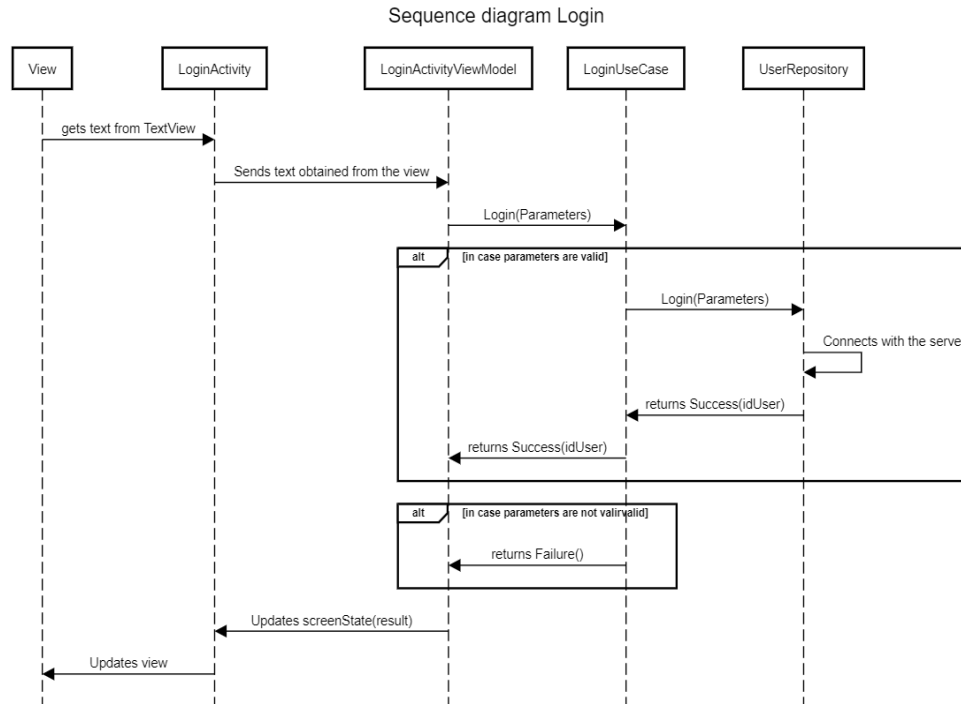 Sequence diagram Login
View
LoginActivity
LoginActivityViewModel
LoginUseCase
UserRepository
gets text from TextView
Sends text obtained from the view
Login(Parameters)
alt
[in case parameters are valid]
Login(Parameters)
Connects with the serve
returns Success(idUser)
returns Success(idUser)
alt
[in case parameters are not valirvalid]
returns Failure()
Updates screenState(result)
Updates view